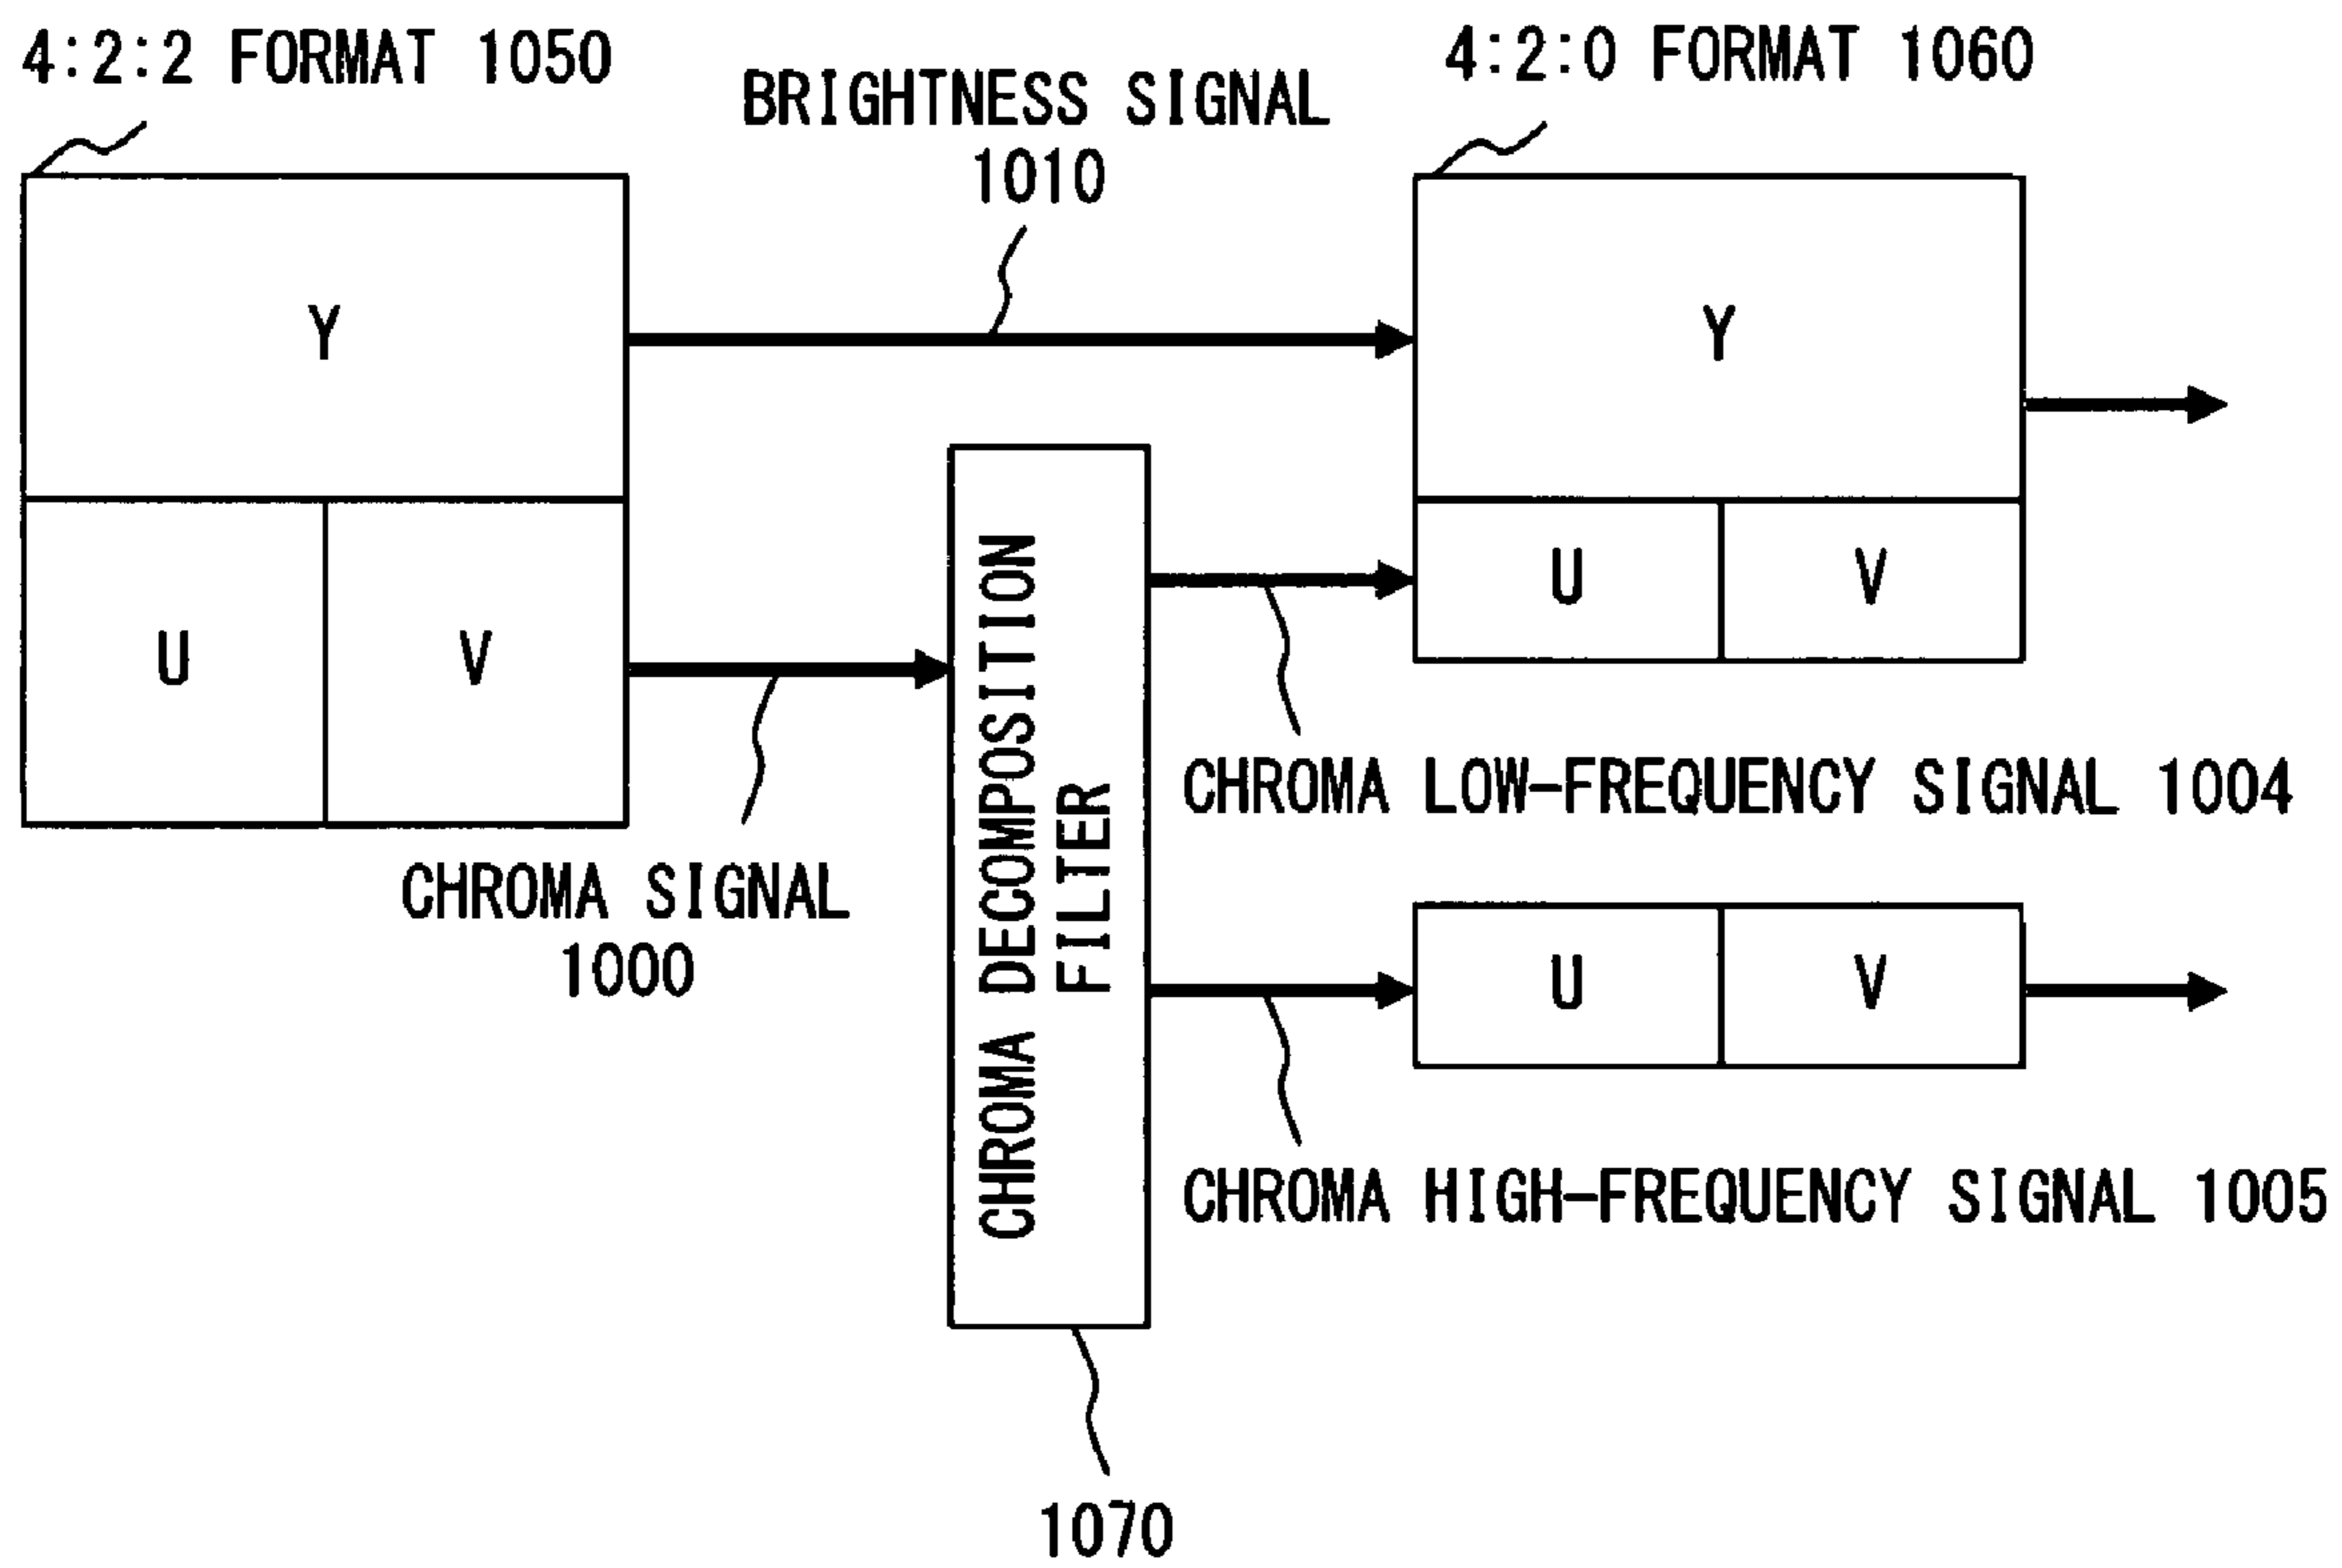 4:2:2 FORMAT 1050
BRIGHTNESS SIGNAL
1010
4:2:0 FORMAT 1060
Y
Y
U
V
U
V
CHROMA SIGNAL
1000
CHROMA DECOMPOSITION
FILTER
CHROMA LOW-FREQUENCY SIGNAL 1004
U
V
CHROMA HIGH-FREQUENCY SIGNAL 1005
1070